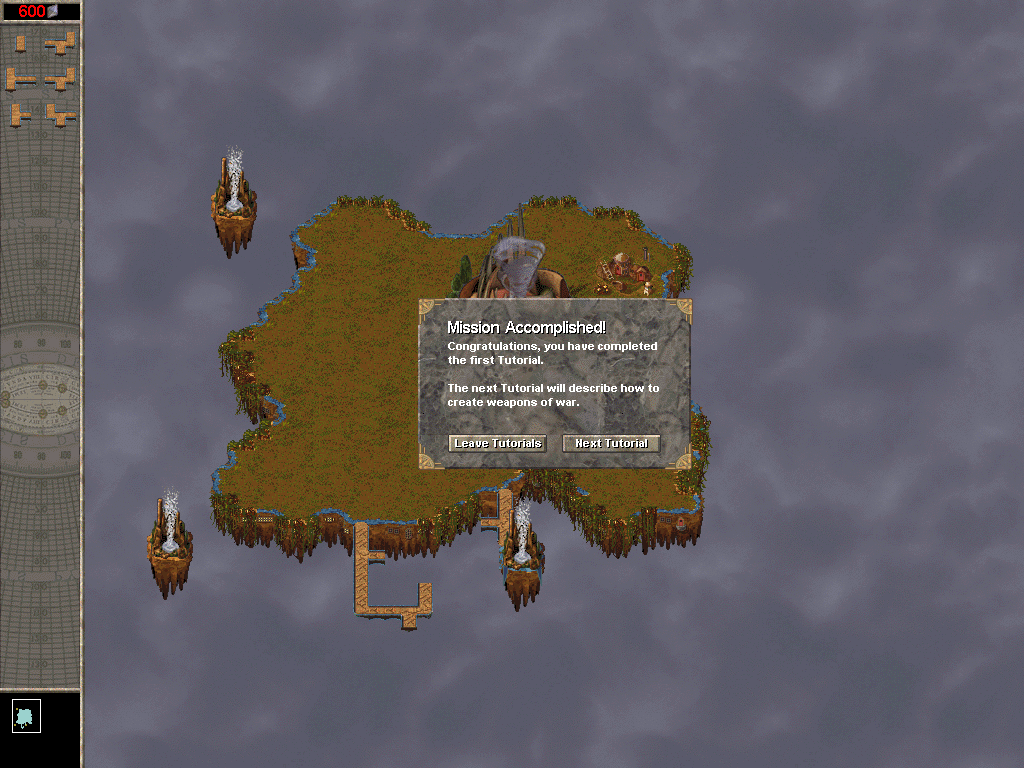 600
Mission Accomplished!
Congratulations, you have completed
the first Tutorial.
The next Tutorial will describe how to
create weapons of war.
Leave Tutorials
Next Tutorial